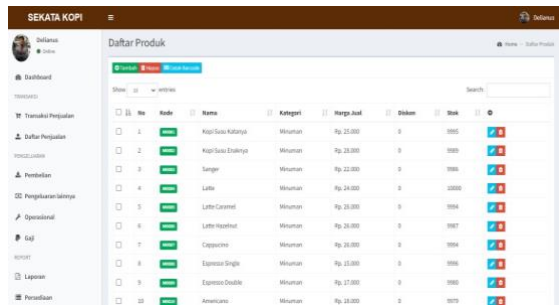 SEKATA KOPI
Delianus
Delianus
Online
Daftar Produk
Home > Daftar Produk
Tambah Hapus Cetak Barcode
Dashboard
Show 10 entries Search:
TRANSAKSI
No Kode Nama Kategori Harga Jual Diskon Stok
Transaksi Penjualan
1 Kopi Susu Katanya Minuman Rp. 25.000 0 9995
Daftar Penjualan
2 Kopi Susu Enaknya Minuman Rp. 28.000 0 9989
PENGELUARAN
3 Sanger Minuman Rp. 22.000 0
Pembelian
4 Latte Minuman Rp. 24.000 0 10000
Pengeluaran lainnya
5 Latte Caramel Minuman Rp. 26.000 0 9994
Operasional
6 Latte Hazelnut Minuman Rp. 26.000 0 9987
Gaji
7 Cappucino Minuman Rp. 26.000 0 9994
REPORT
8 Espresso Single Minuman Rp. 15.000 0 9996
Laporan
9 Espresso Double Minuman Rp. 17.000 0 9980
Persediaan
10 Americano Minuman Rp. 18.000 0 9979